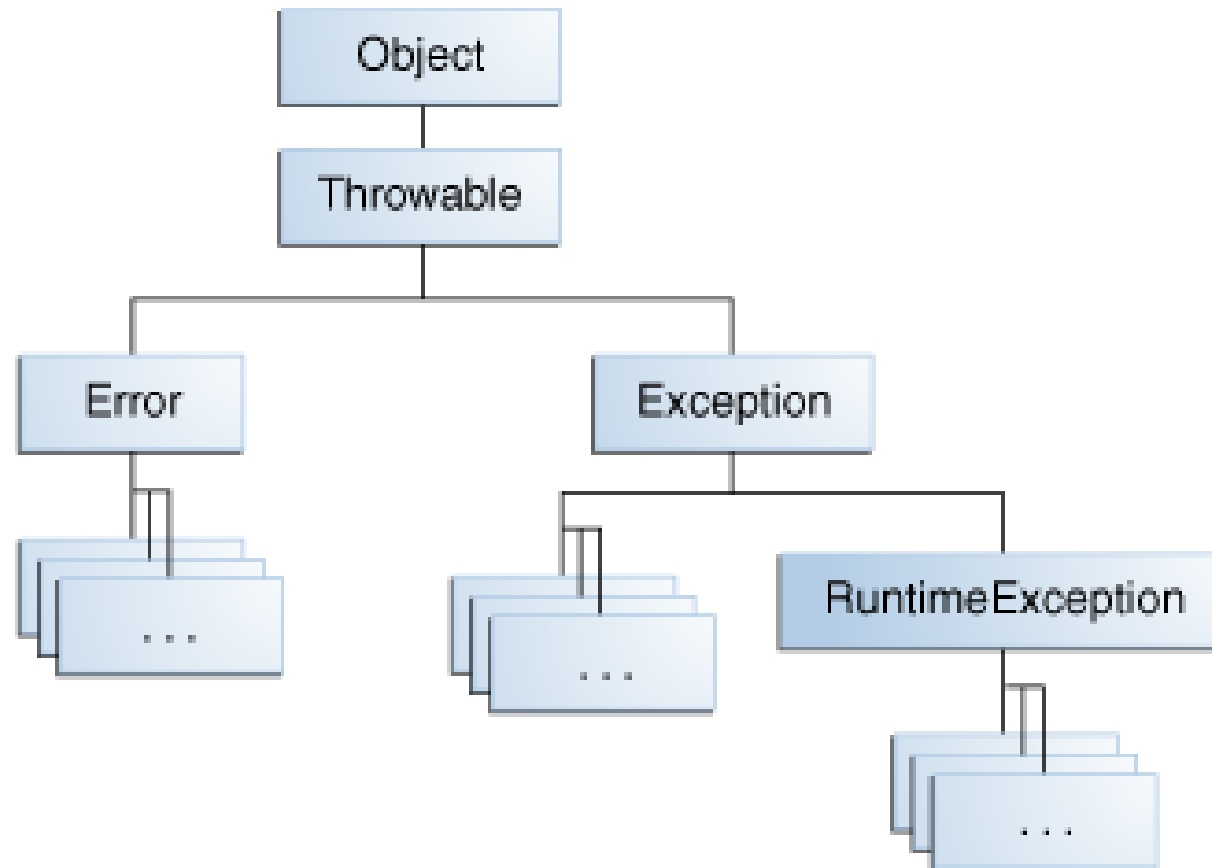 Object
Throwable
Error
Exception
...
...
RuntimeException
...